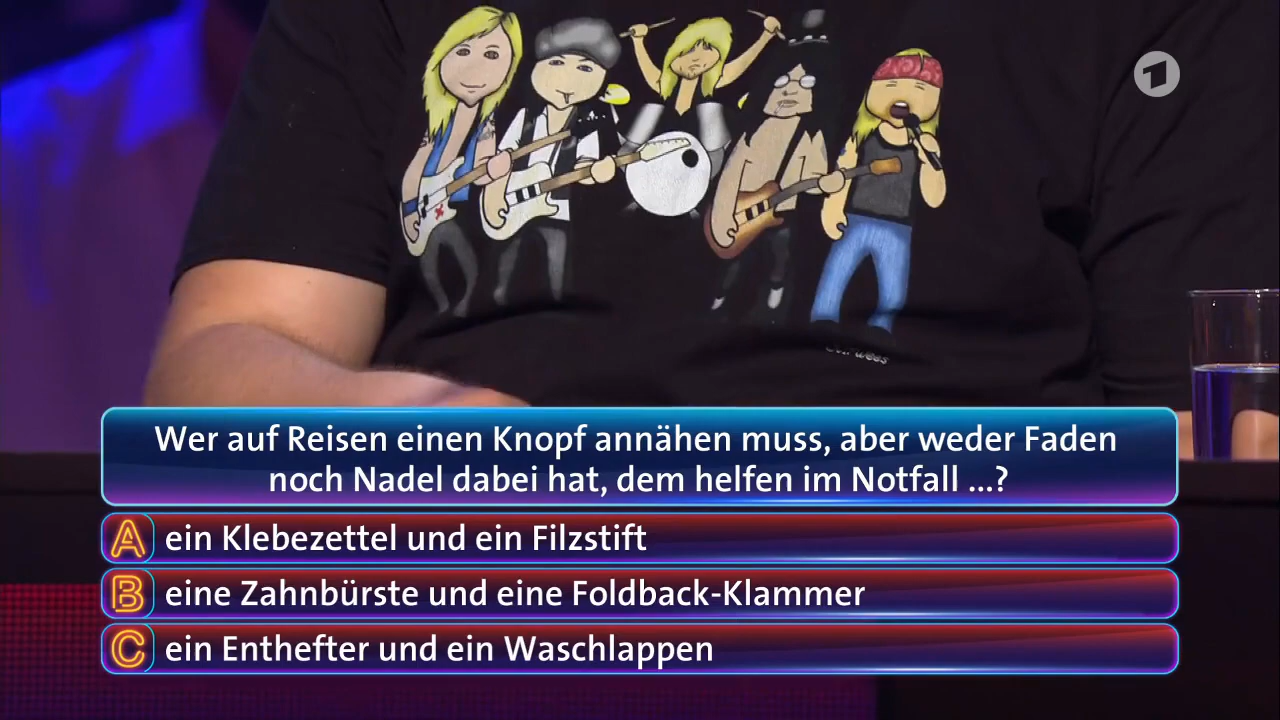 1
Wer auf Reisen einen Knopf annähen muss, aber weder Faden
noch Nadel dabei hat, dem helfen im Notfall ...?
A ein Klebezettel und ein Filzstift
B eine Zahnbürste und eine Foldback-Klammer
C ein Enthefter und ein Waschlappen